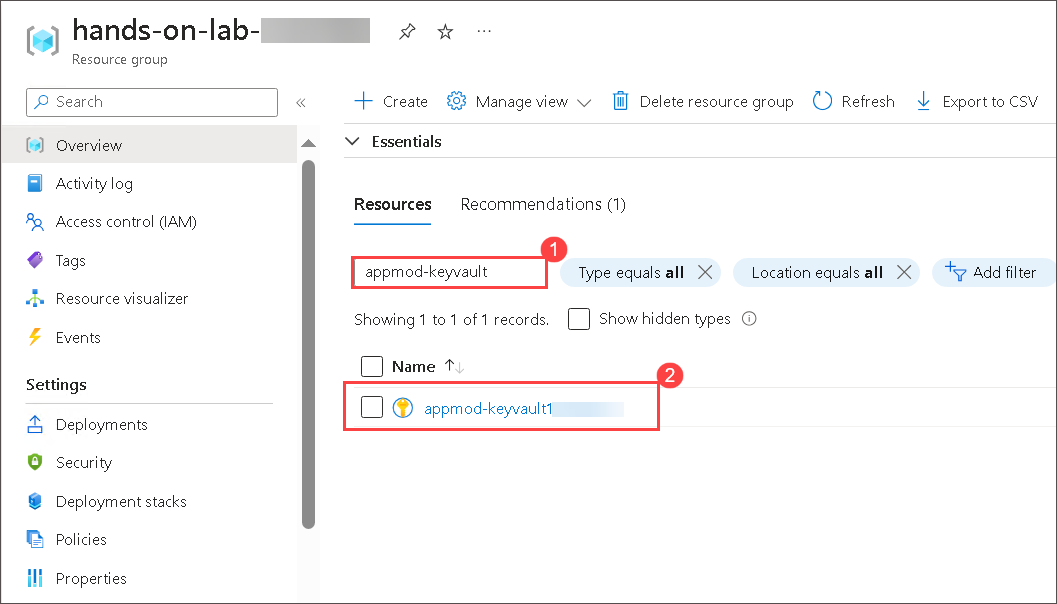 hands-on-lab-
Resource group
Search
«
Create
Manage view
Delete resource group
Refresh
Export to CSV
Overview
Activity log
Access control (IAM)
Tags
Resource visualizer
Events
Settings
Deployments
Security
Deployment stacks
Policies
Properties
Essentials
Resources
Recommendations (1)
1
appmod-keyvault
Type equals all
Location equals all
Add filter
Showing 1 to 1 of 1 records.
Show hidden types
Name ↑↓
2
appmod-keyvault1